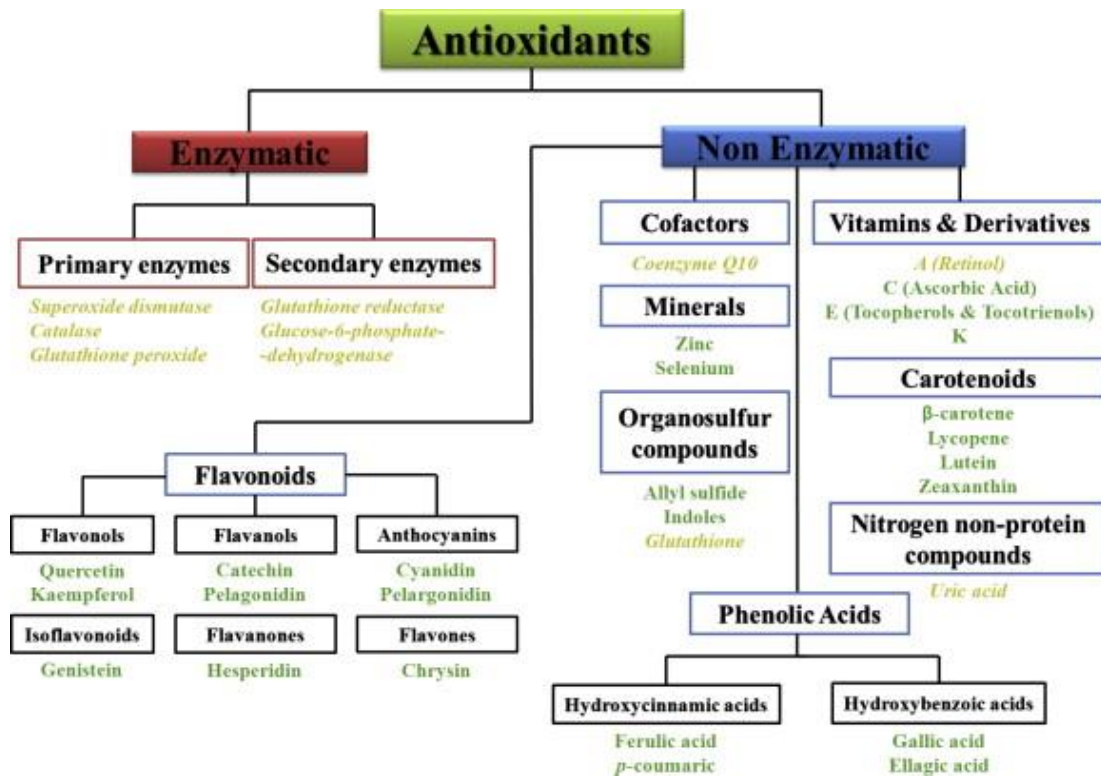 Antioxidants
Enzymatic
Non Enzymatic
Primary enzymes
Superoxide dismutase
Catalase
Glutathione peroxide
Secondary enzymes
Glutathione reductase
Glucose-6-phosphate-
-dehydrogenase
Cofactors
Coenzyme Q10
Minerals
Zinc
Selenium
Organosulfur
compounds
Allyl sulfide
Indoles
Glutathione
Vitamins & Derivatives
A (Retinol)
C (Ascorbic Acid)
E (Tocopherols & Tocotrienols)
K
Carotenoids
β-carotene
Lycopene
Lutein
Zeaxanthin
Nitrogen non-protein
compounds
Uric acid
Flavonoids
Flavonols
Quercetin
Kaempferol
Flavanols
Catechin
Pelagonidin
Anthocyanins
Cyanidin
Pelargonidin
Isoflavonoids
Genistein
Flavanones
Hesperidin
Flavones
Chrysin
Phenolic Acids
Hydroxycinnamic acids
Ferulic acid
p-coumaric
Hydroxybenzoic acids
Gallic acid
Ellagic acid